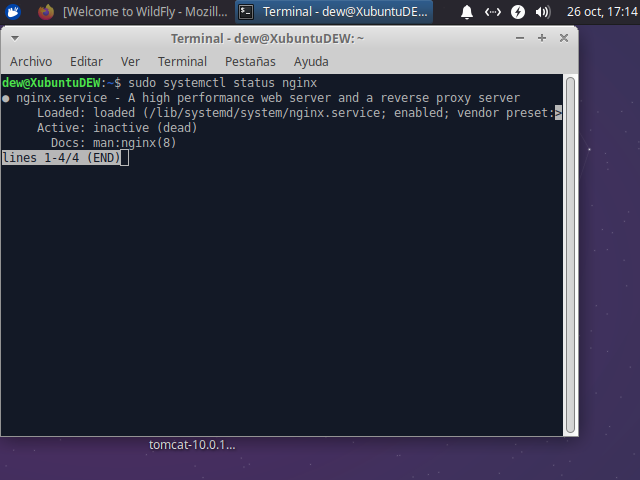 [Welcome to WildFly - Mozill...
Terminal - dew@XubuntuDE...
26 oct, 17:14
Terminal - dew@XubuntuDEW: ~
Archivo Editar Ver Terminal Pestañas Ayuda
dew@XubuntuDEW:~$ sudo systemctl status nginx
● nginx.service - A high performance web server and a reverse proxy server
Loaded: loaded (/lib/systemd/system/nginx.service; enabled; vendor preset:>
Active: inactive (dead)
Docs: man:nginx(8)
lines 1-4/4 (END)
tomcat-10.0.1...